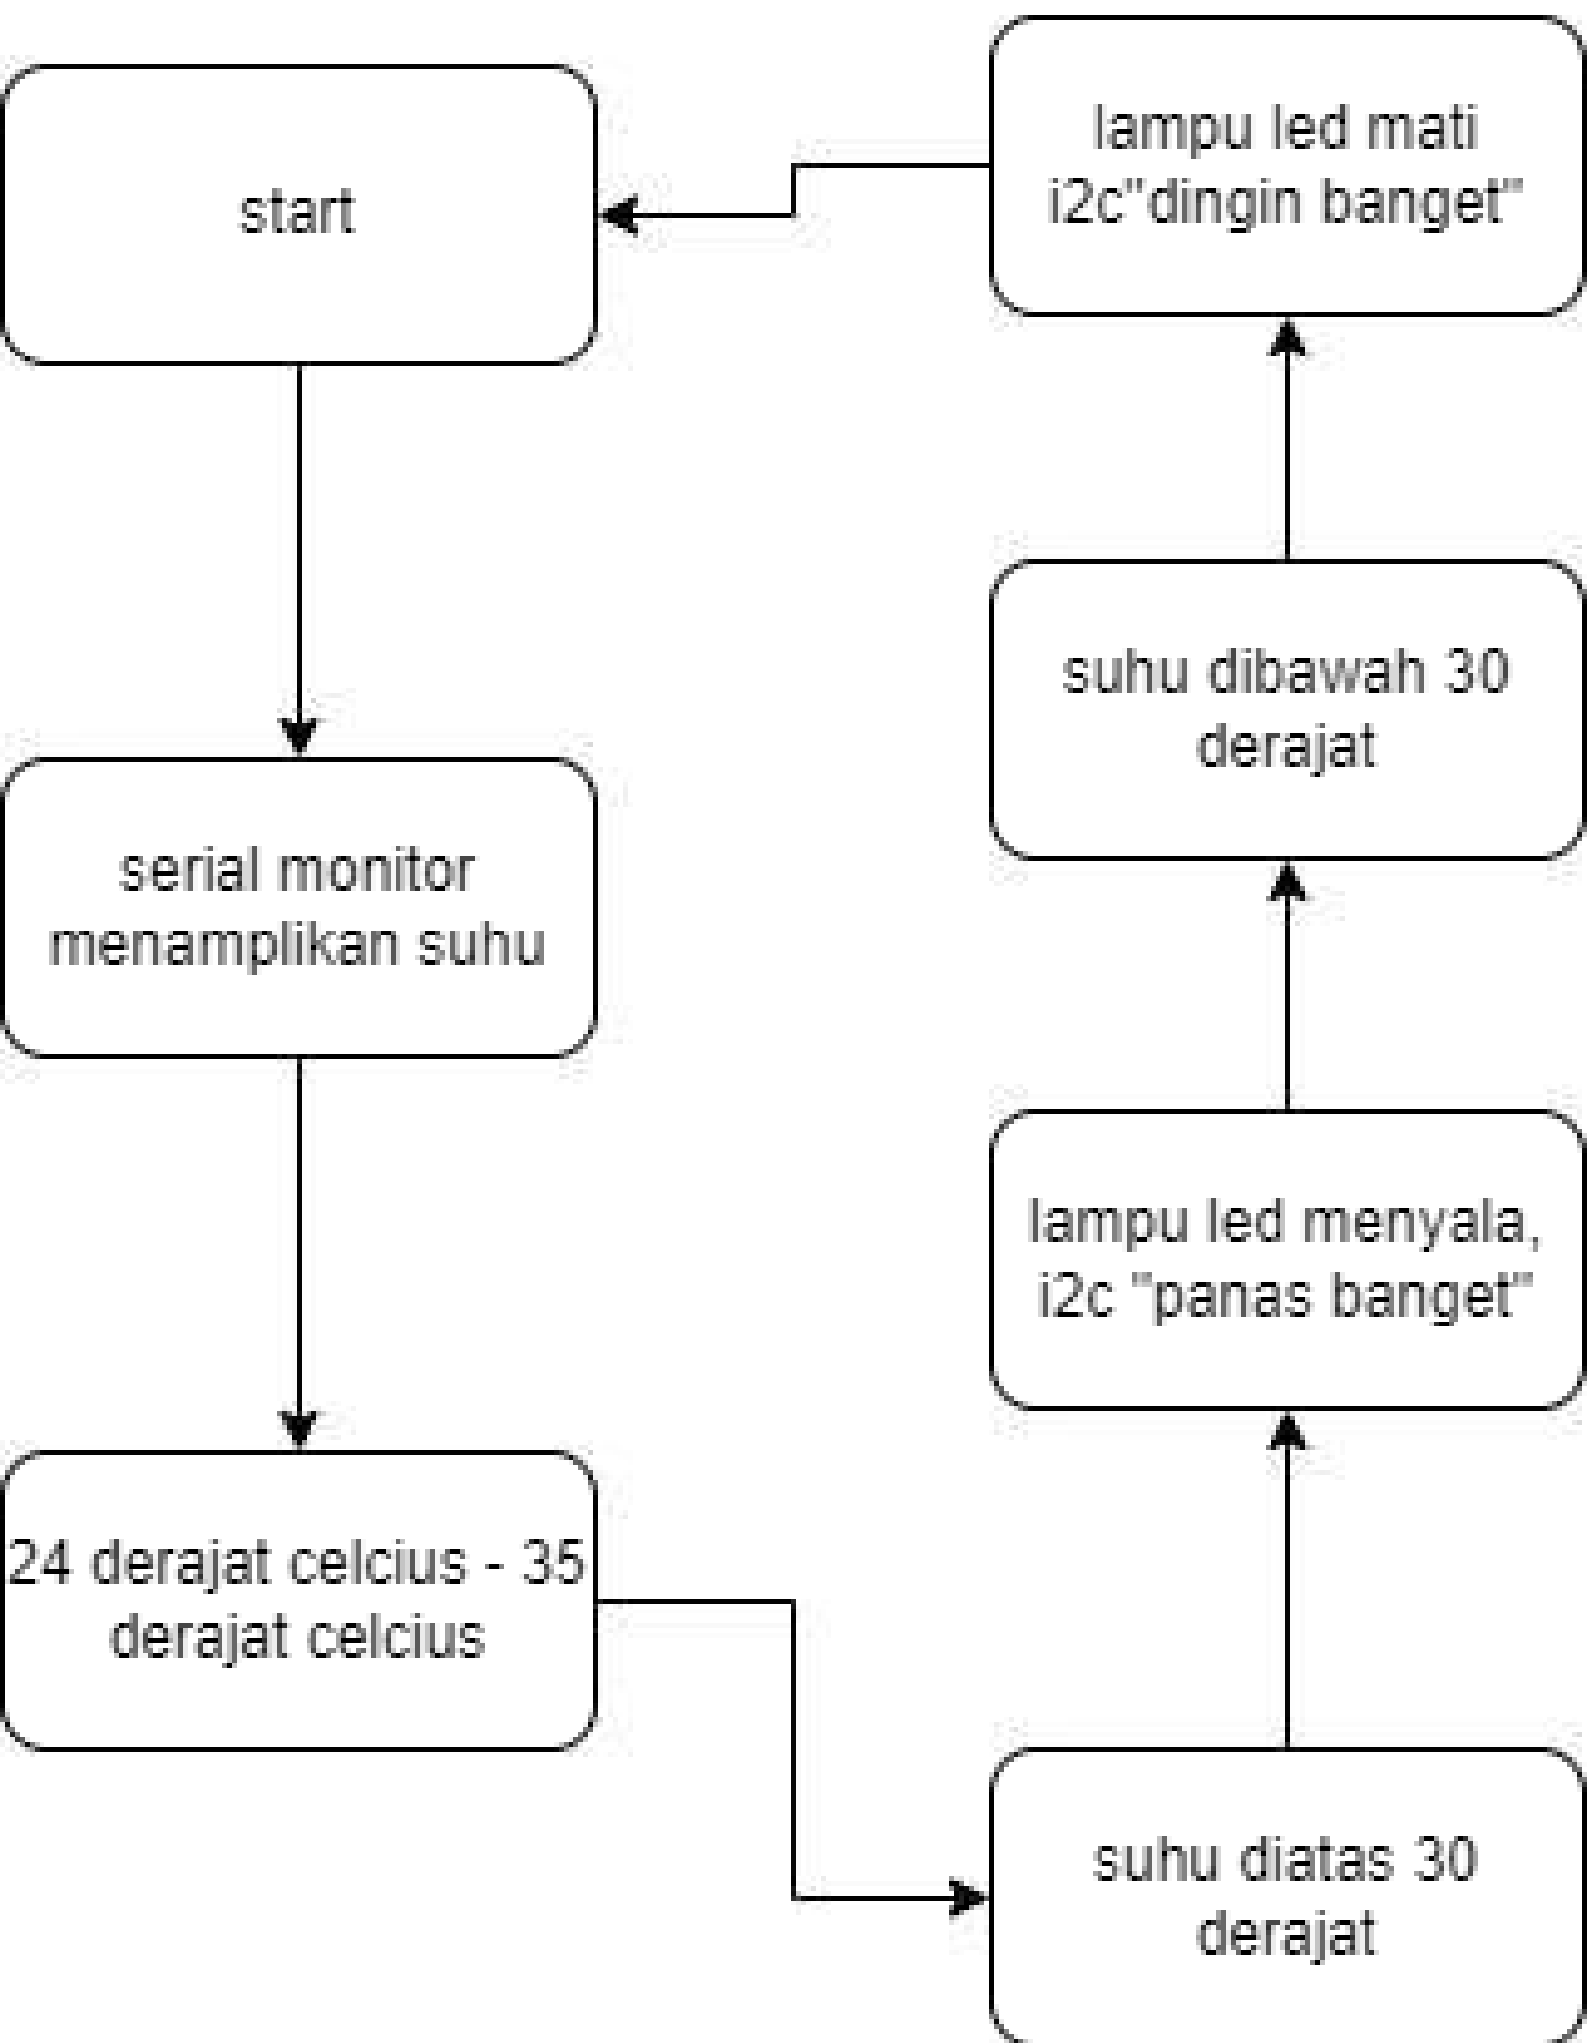 start
serial monitor
menamplikan suhu
24 derajat celcius - 35
derajat celcius
suhu diatas 30
derajat
lampu led menyala,
i2c "panas banget"
suhu dibawah 30
derajat
lampu led mati
i2c"dingin banget"